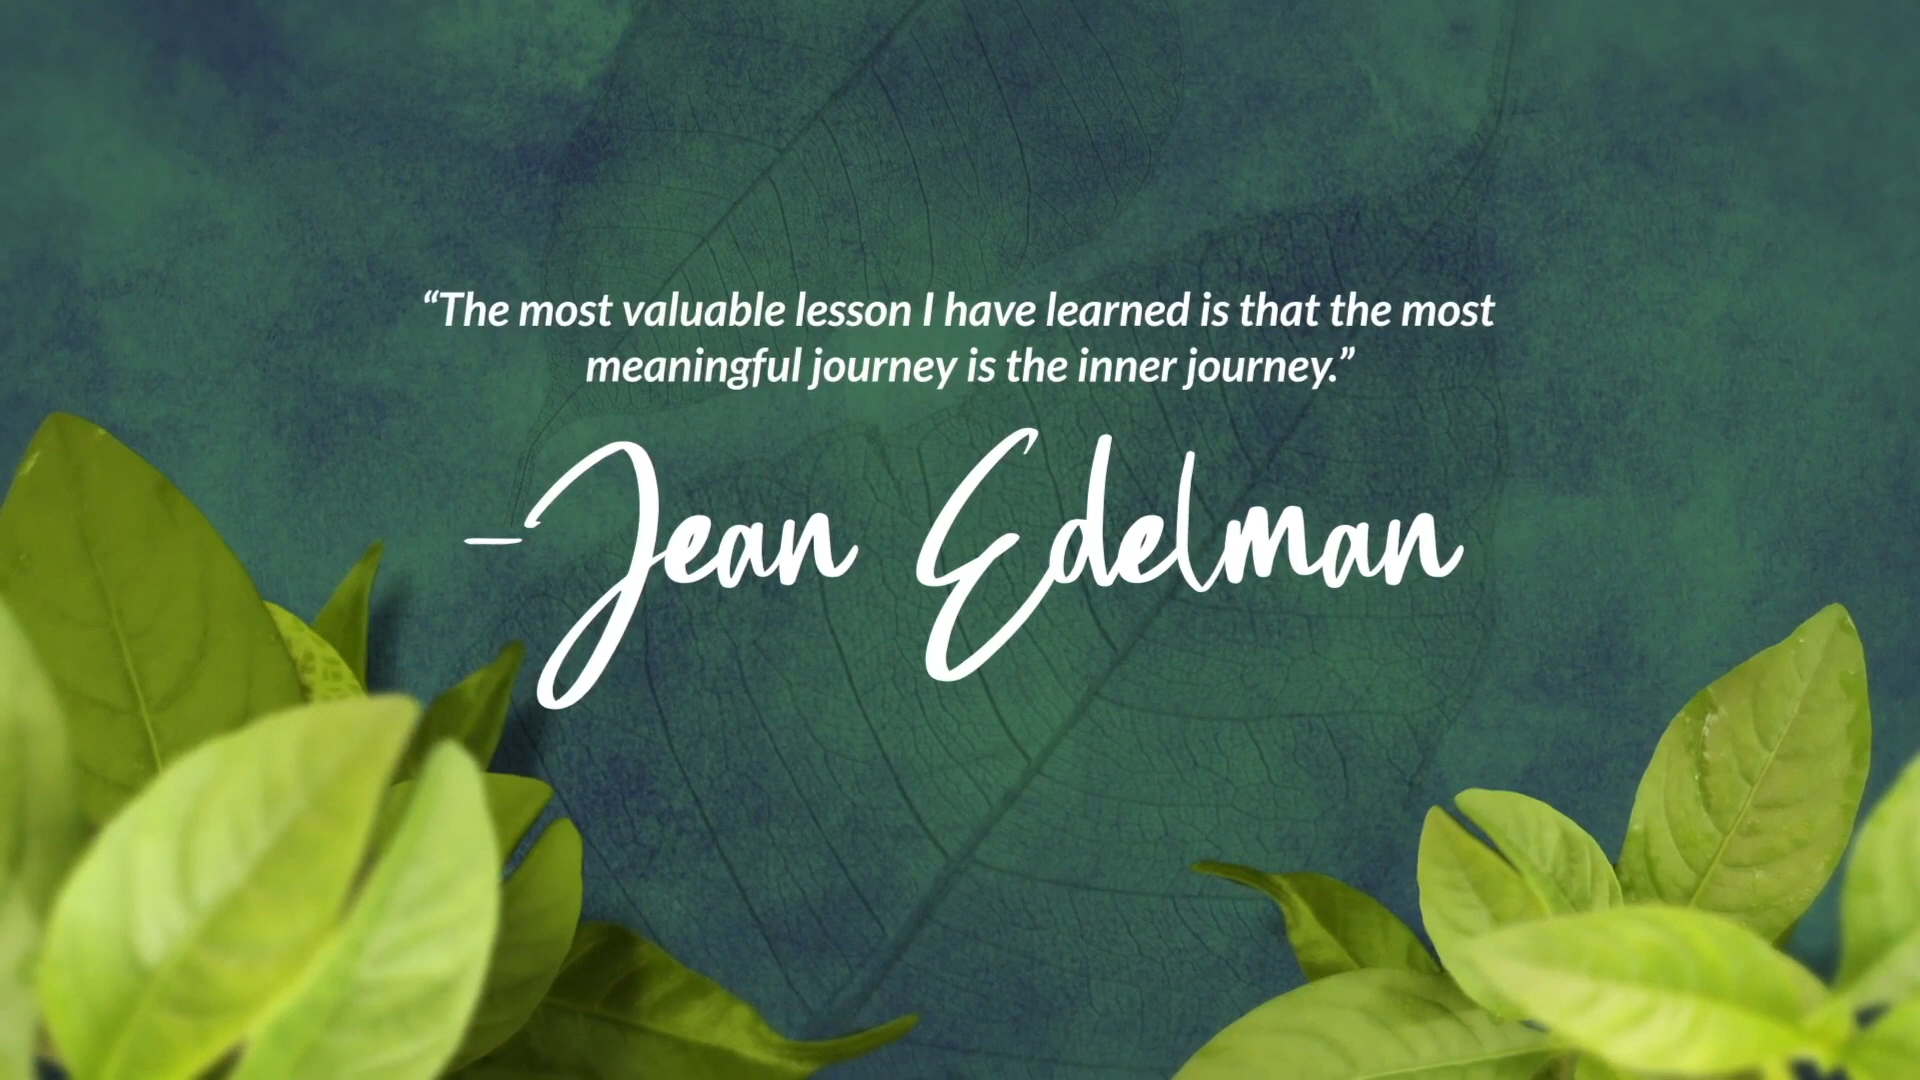 “The most valuable lesson I have learned is that the most
meaningful journey is the inner journey.”
-Jean Edelman